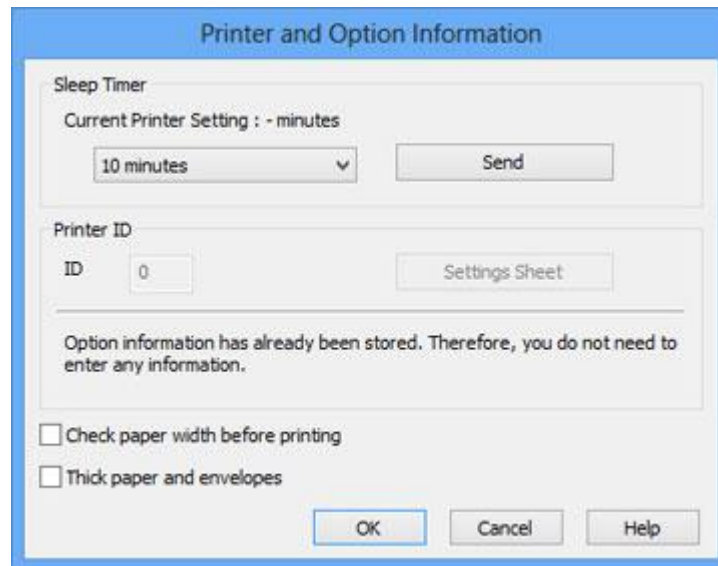 Printer and Option Information
Sleep Timer
Current Printer Setting : - minutes
10 minutes
Send
Printer ID
ID
0
Settings Sheet
Option information has already been stored. Therefore, you do not need to
enter any information.
Check paper width before printing
Thick paper and envelopes
OK
Cancel
Help